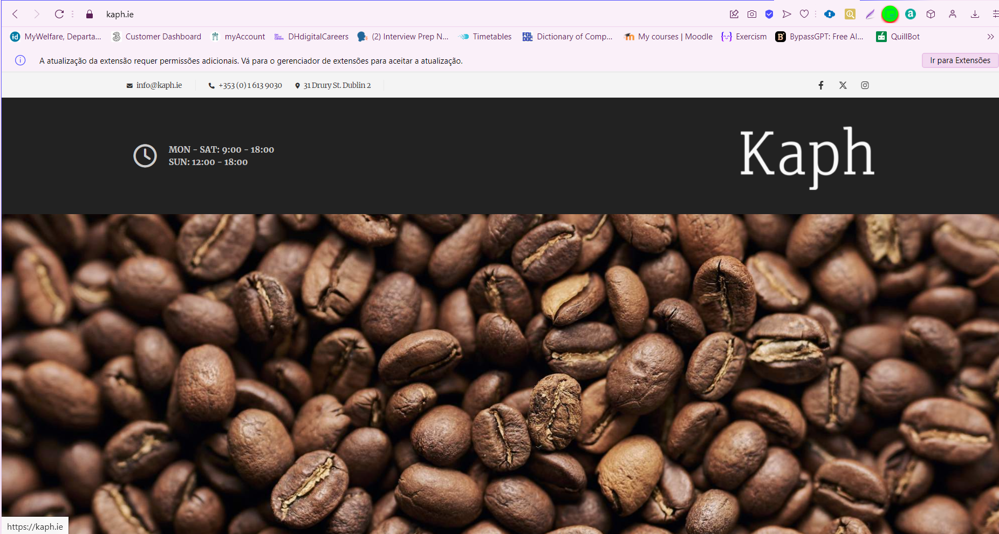 kaph.ie
MyWelfare, Departa... Customer Dashboard myAccount DHdigitalCareers (2) Interview Prep N... Timetables Dictionary of Comp... My courses | Moodle Exercism BypassGPT: Free AI... QuillBot
A atualização da extensão requer permissões adicionais. Vá para o gerenciador de extensões para aceitar a atualização. Ir para Extensões
info@kaph.ie +353 (0) 1 613 9030 31 Drury St. Dublin 2
MON - SAT: 9:00 - 18:00
SUN: 12:00 - 18:00
Kaph
https://kaph.ie